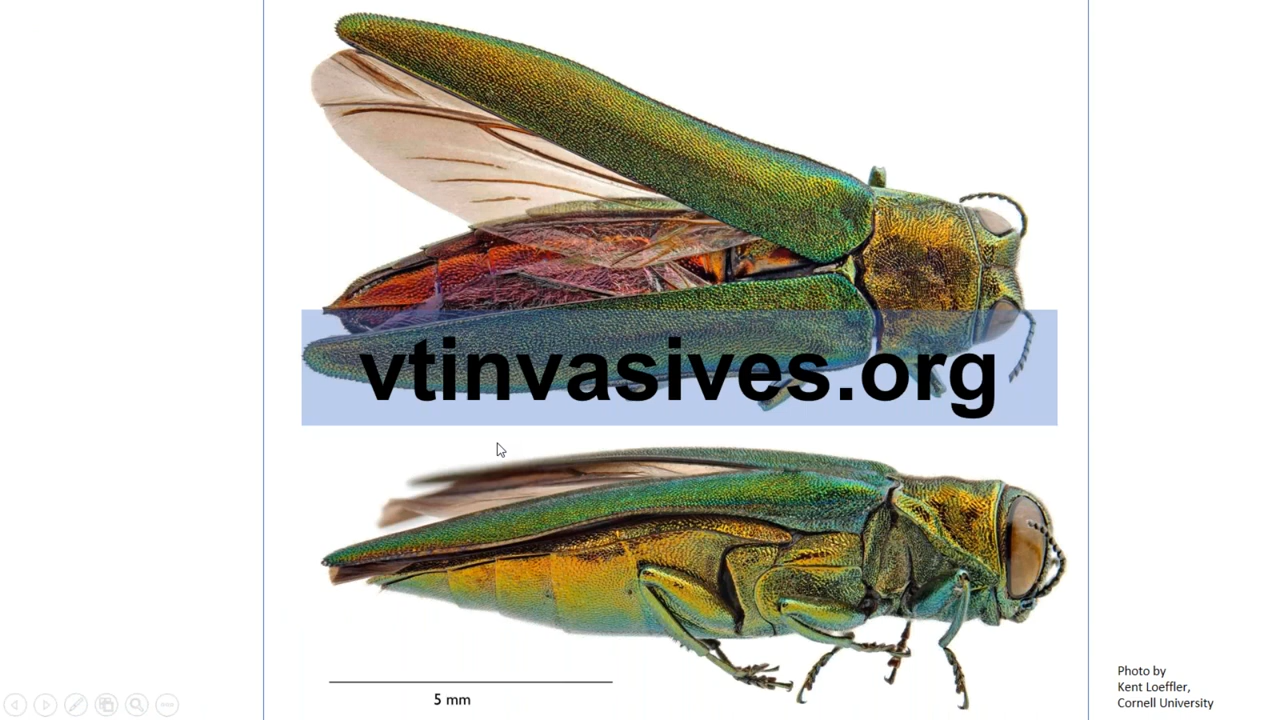 vtinvasives.org
5 mm
Photo by
Kent Loeffler,
Cornell University